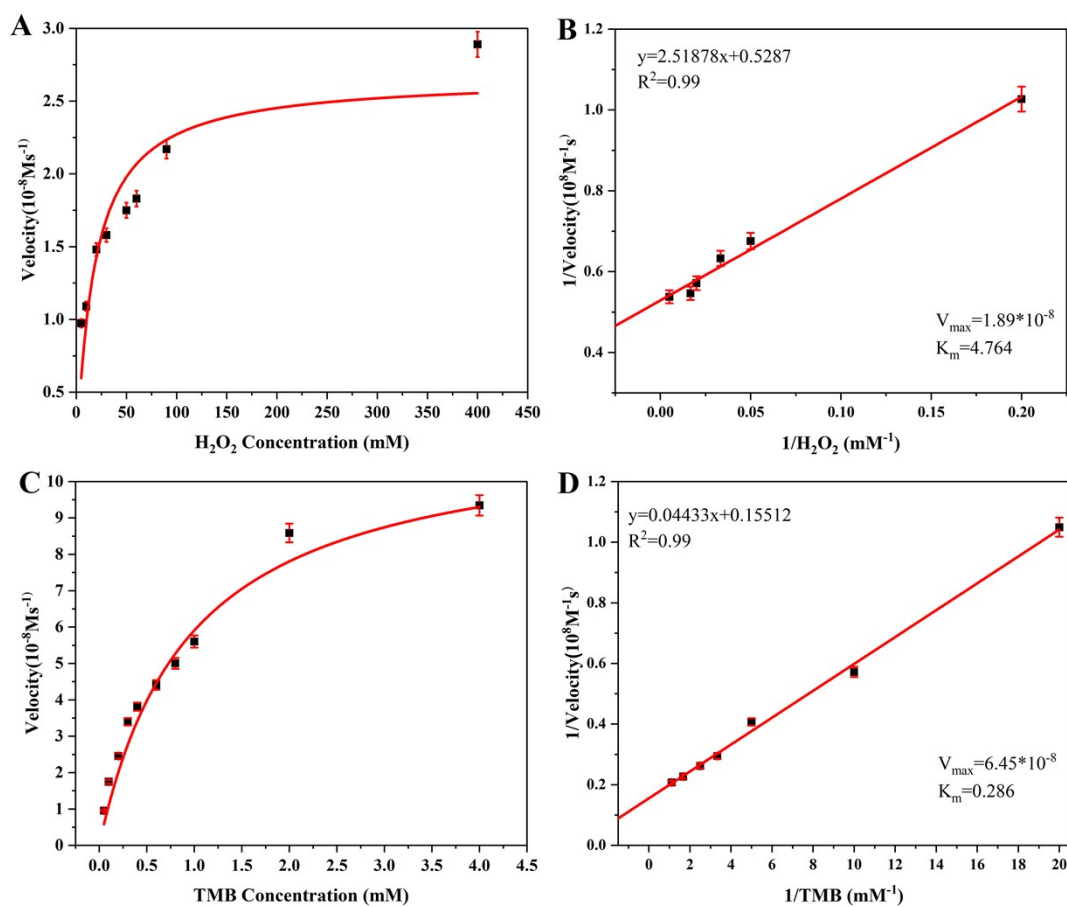 A
3.0
2.5
2.0
1.5
1.0
0.5
0 50 100 150 200 250 300 350 400 450
Velocity(10⁻⁸Ms⁻¹)
H₂O₂ Concentration (mM)
B
y=2.51878x+0.5287
R²=0.99
1.2
1.0
0.8
0.6
0.4
0.00 0.05 0.10 0.15 0.20
1/Velocity(10⁸M⁻¹s)
Vmax=1.89*10⁻⁸
Km=4.764
1/H₂O₂ (mM⁻¹)
C
10
9
8
7
6
5
4
3
2
1
0
0.0 0.5 1.0 1.5 2.0 2.5 3.0 3.5 4.0 4.5
Velocity(10⁻⁸Ms⁻¹)
TMB Concentration (mM)
D
y=0.04433x+0.15512
R²=0.99
1.2
1.0
0.8
0.6
0.4
0.2
0.0
0 2 4 6 8 10 12 14 16 18 20
1/Velocity(10⁸M⁻¹s)
Vmax=6.45*10⁻⁸
Km=0.286
1/TMB (mM⁻¹)